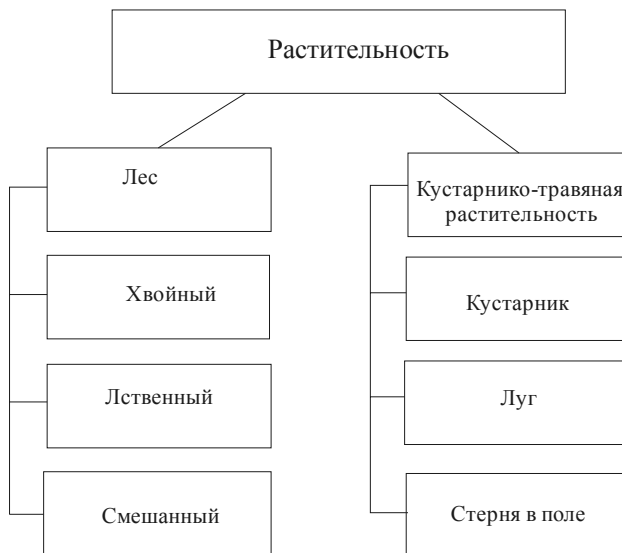 Растительность
Лес
Хвойный
Лственный
Смешанный
Кустарнико-травяная
растительность
Кустарник
Луг
Стерня в поле